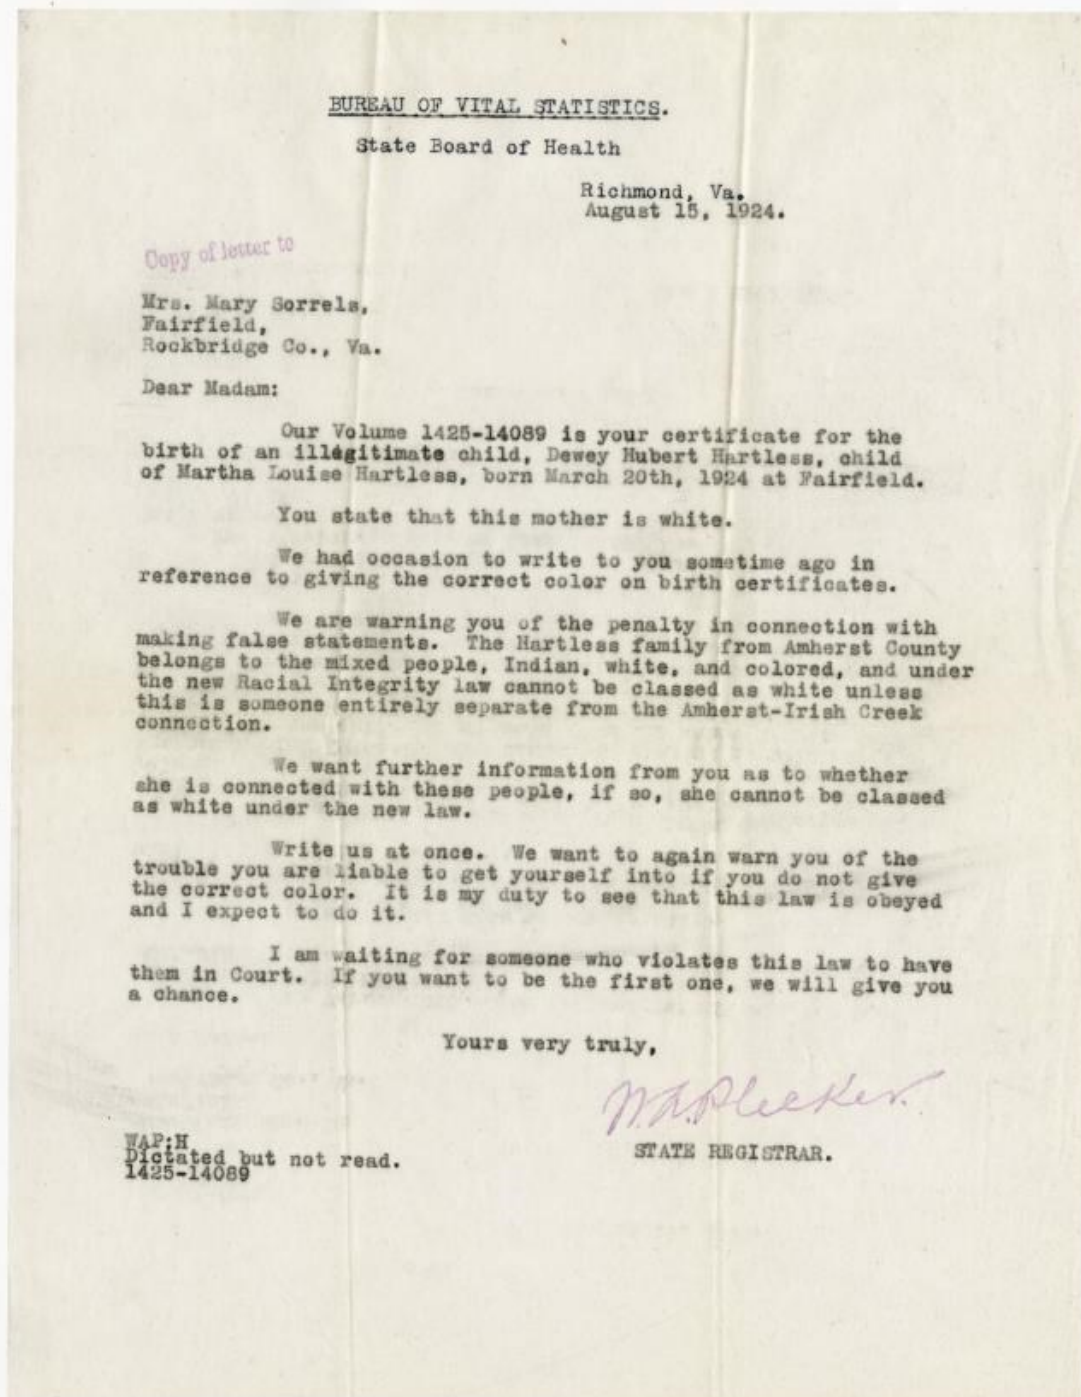 BUREAU OF VITAL STATISTICS.
State Board of Health
Richmond, Va.
August 15, 1924.
Copy of letter to
Mrs. Mary Sorrels,
Fairfield,
Rockbridge Co., Va.
Dear Madam:
Our Volume 1425-14089 is your certificate for the
birth of an illegitimate child, Dewey Hubert Hartless, child
of Martha Louise Hartless, born March 20th, 1924 at Fairfield.
You state that this mother is white.
We had occasion to write to you sometime ago in
reference to giving the correct color on birth certificates.
We are warning you of the penalty in connection with
making false statements. The Hartless family from Amherst County
belongs to the mixed people, Indian, white, and colored, and under
the new Racial Integrity law cannot be classed as white unless
this is someone entirely separate from the Amherst-Irish Creek
connection.
We want further information from you as to whether
she is connected with these people, if so, she cannot be classed
as white under the new law.
Write us at once. We want to again warn you of the
trouble you are liable to get yourself into if you do not give
the correct color. It is my duty to see that this law is obeyed
and I expect to do it.
I am waiting for someone who violates this law to have
them in Court. If you want to be the first one, we will give you
a chance.
Yours very truly,
W.A. Plecker.
STATE REGISTRAR.
WAP:H
Dictated but not read.
1425-14089